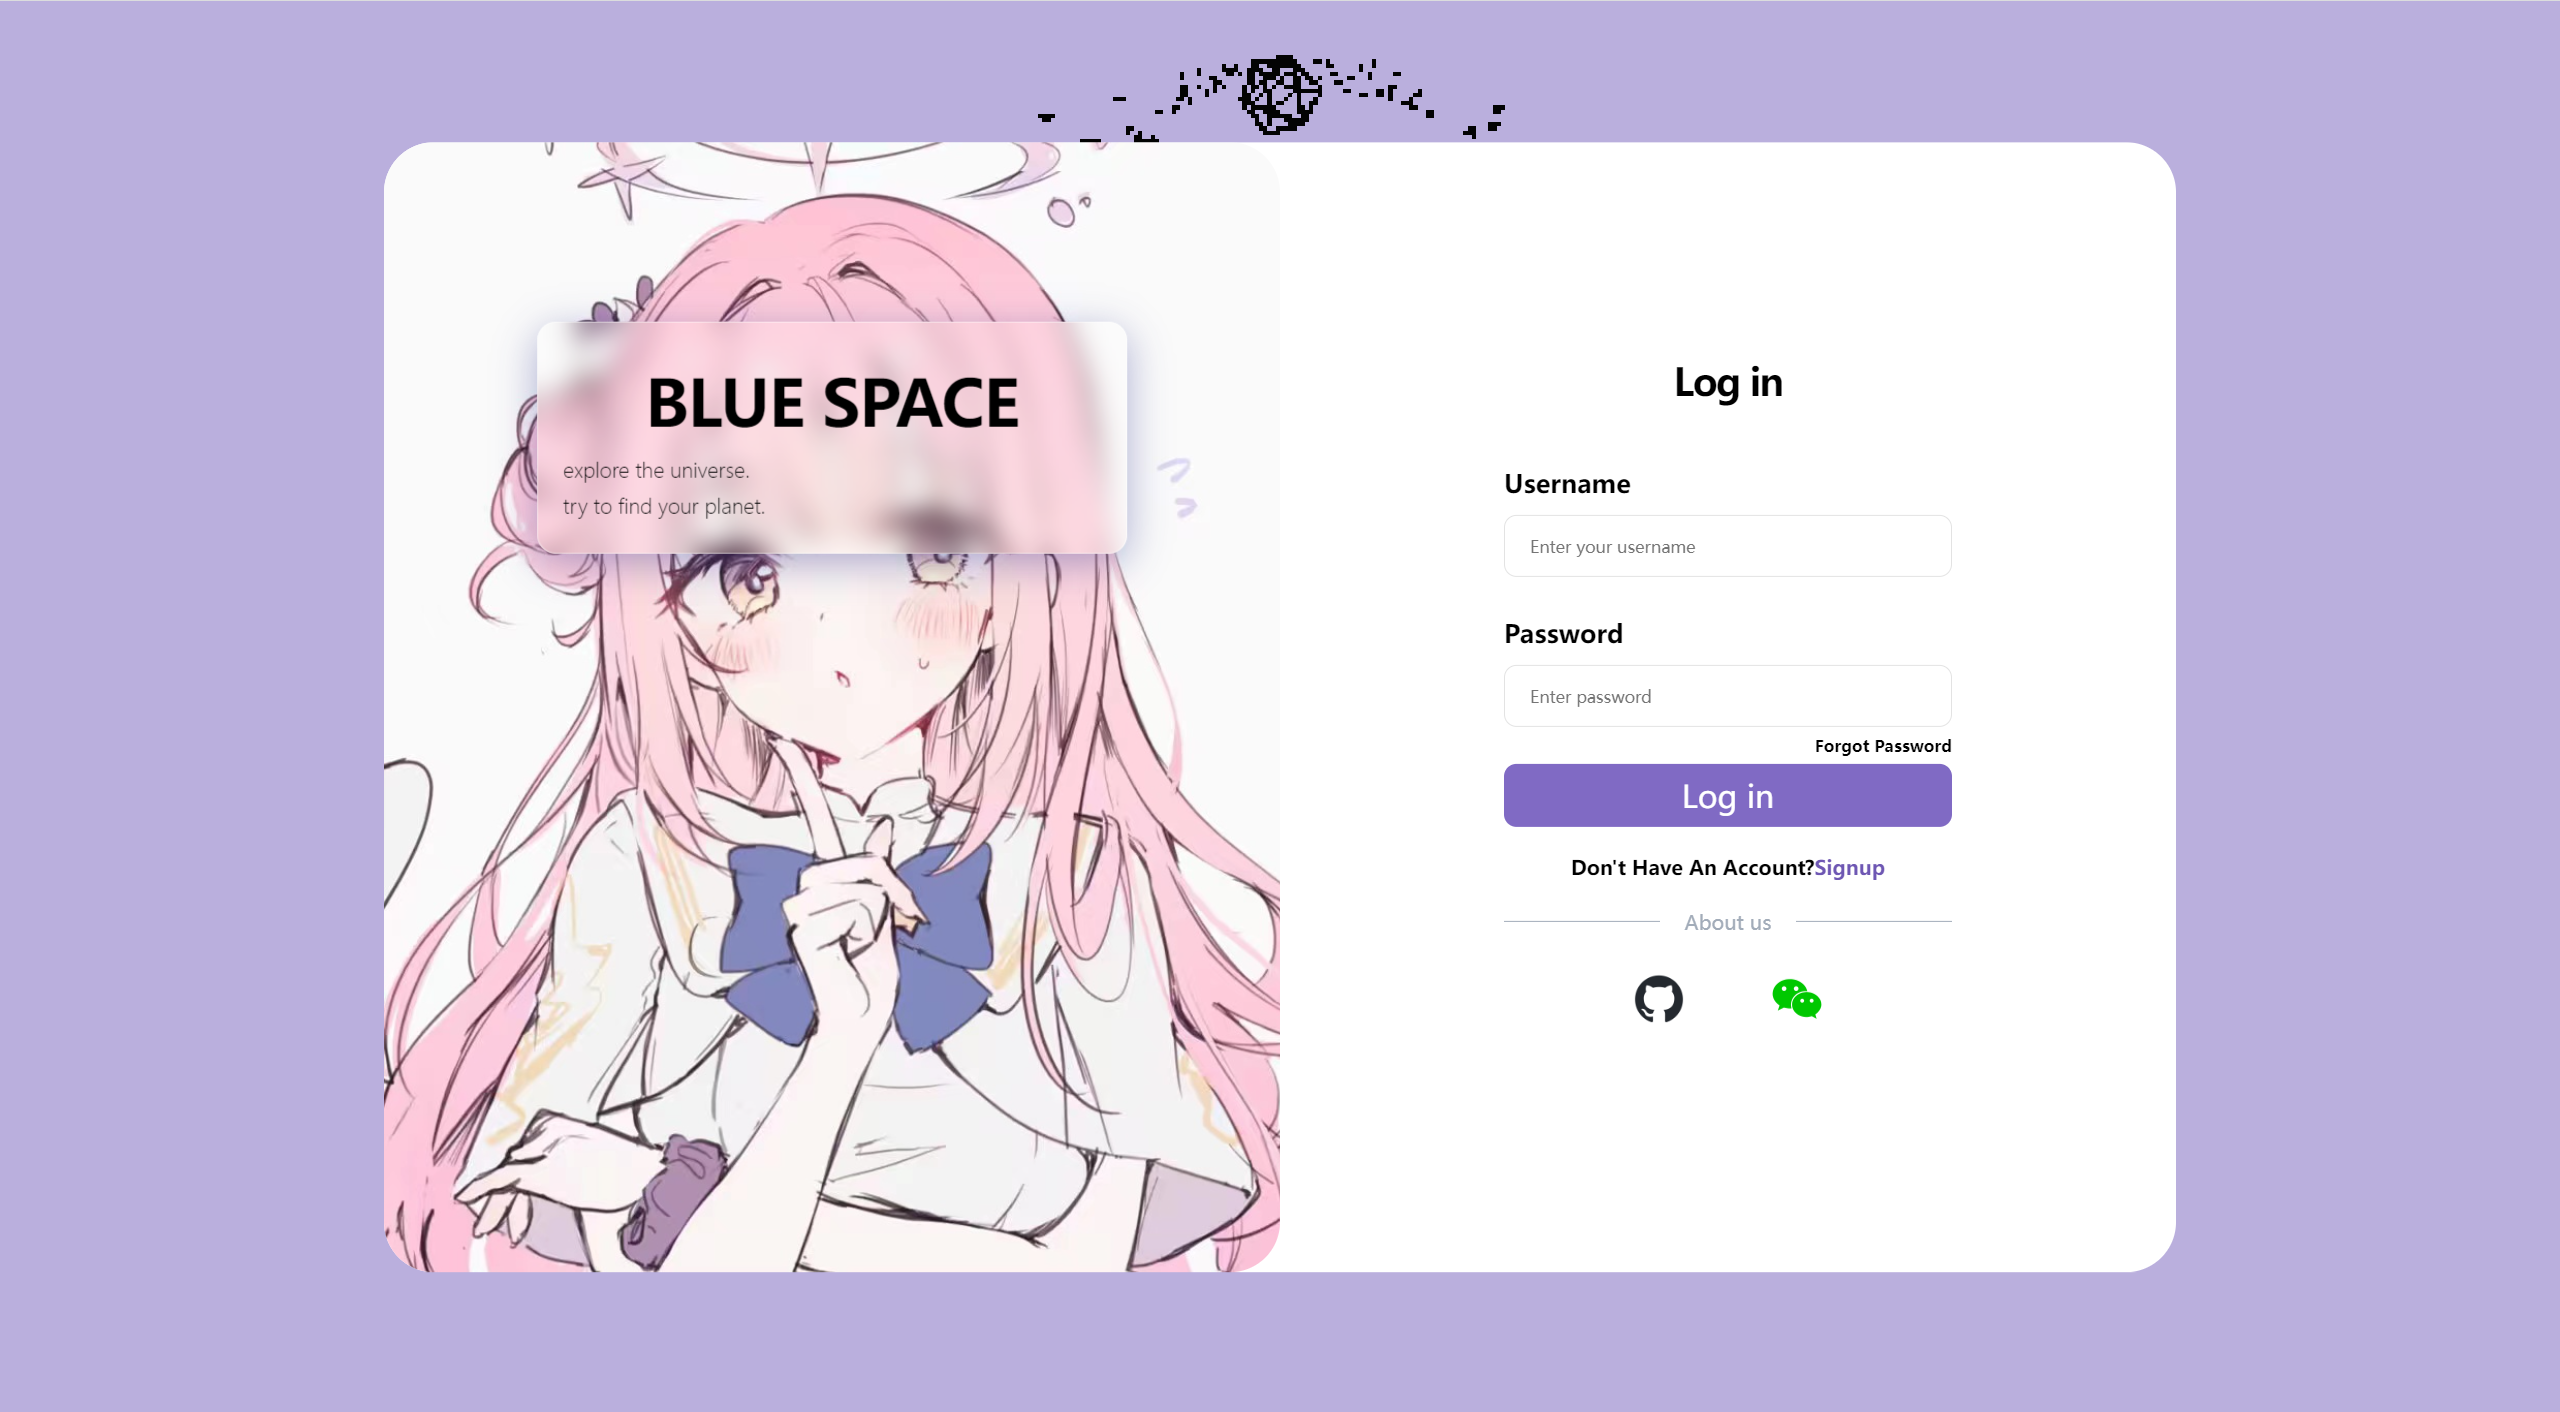 BLUE SPACE
explore the universe.
try to find your planet.
Log in
Username
Enter your username
Password
Enter password
Forgot Password
Log in
Don't Have An Account?Signup
About us